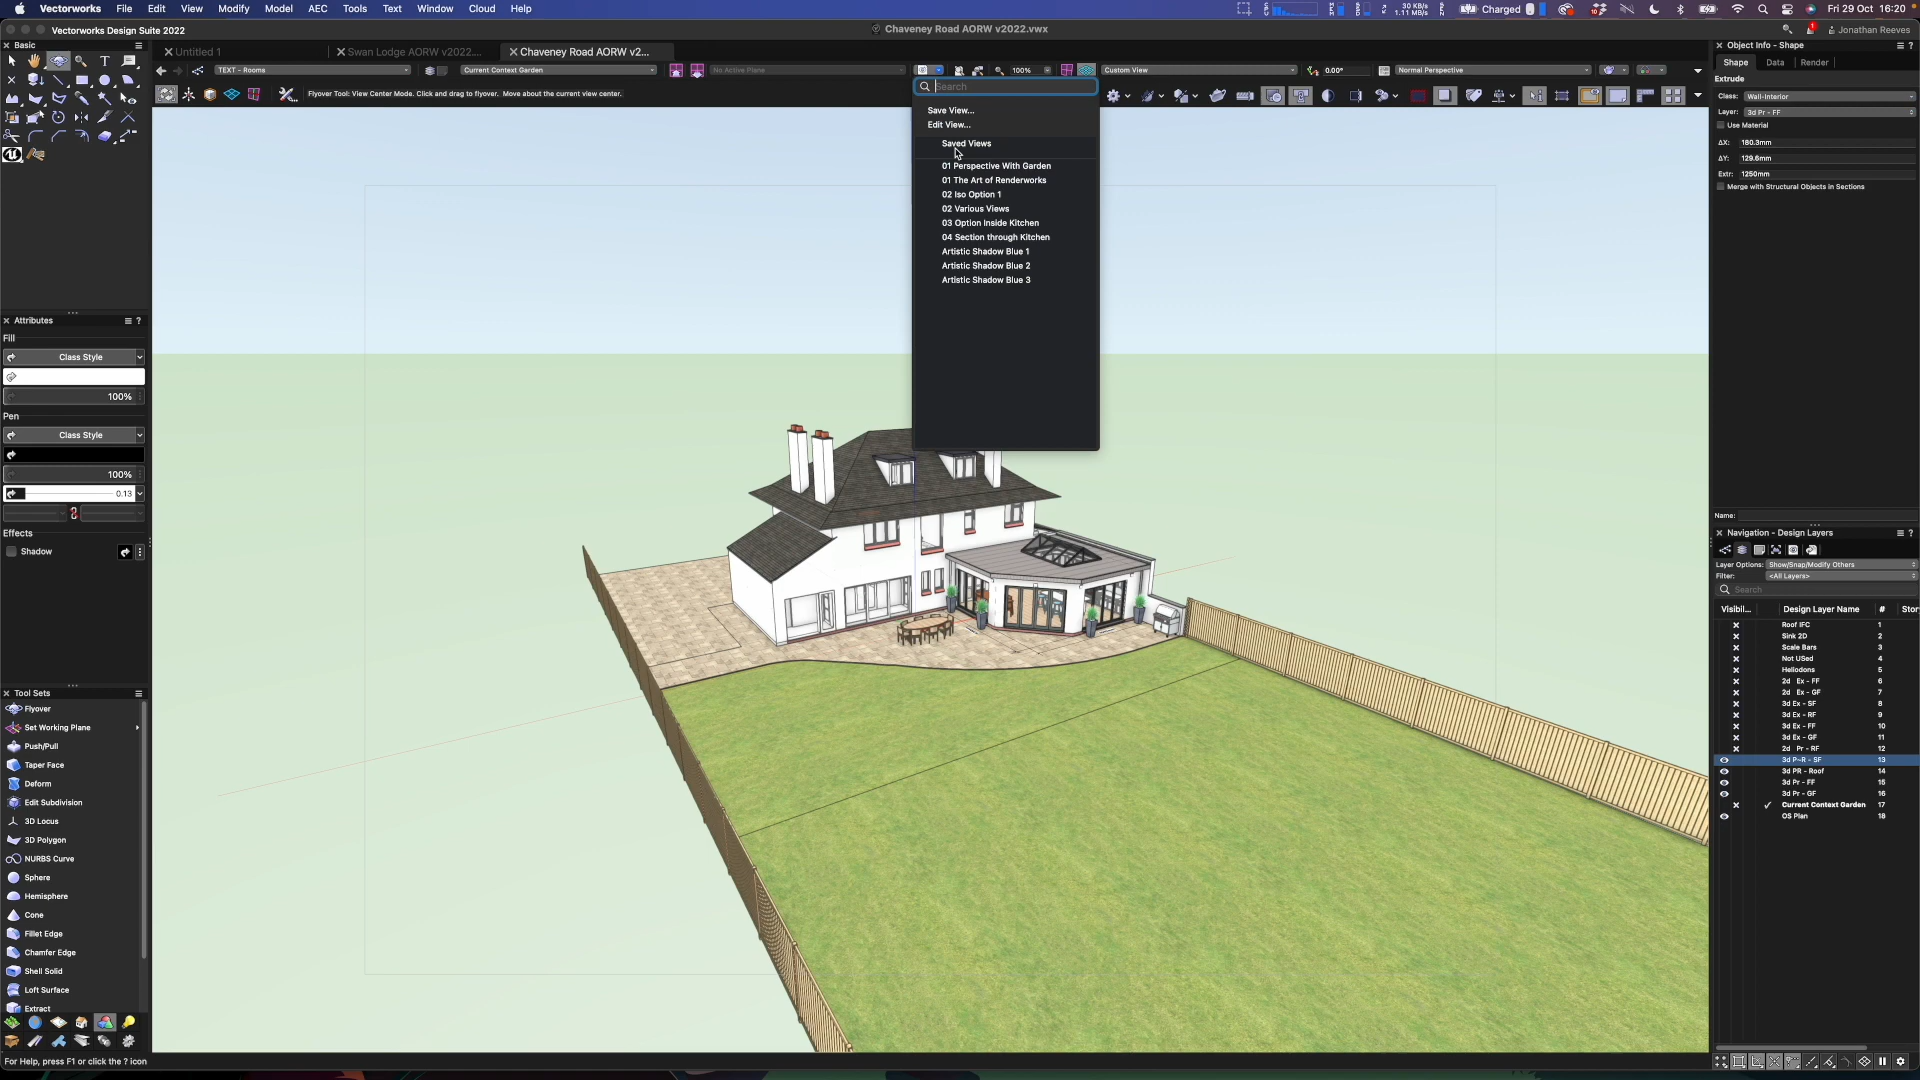 Vectorworks File Edit View Modify Model AEC Tools Text Window Cloud Help
30 KB/s
1.11 MB/s
Charged
Fri 29 Oct 16:20
Vectorworks Design Suite 2022
Chaveney Road AORW v2022.vwx
Jonathan Reeves
Basic
Untitled 1
Swan Lodge AORW v2022....
Chaveney Road AORW v2...
TEXT - Rooms
Current Context Garden
No Active Plane
100%
Custom View
0.00°
Normal Perspective
Flyover Tool: View Center Mode. Click and drag to flyover. Move about the current view center.
Search
Save View...
Edit View...
Saved Views
01 Perspective With Garden
01 The Art of Renderworks
02 Iso Option 1
02 Various Views
03 Option Inside Kitchen
04 Section through Kitchen
Artistic Shadow Blue 1
Artistic Shadow Blue 2
Artistic Shadow Blue 3
Attributes
Fill
Class Style
100%
Pen
Class Style
100%
0.13
Effects
Shadow
Tool Sets
Flyover
Set Working Plane
Push/Pull
Taper Face
Deform
Edit Subdivision
3D Locus
3D Polygon
NURBS Curve
Sphere
Hemisphere
Cone
Fillet Edge
Chamfer Edge
Shell Solid
Loft Surface
Extract
For Help, press F1 or click the ? icon
Object Info - Shape
Shape Data Render
Extrude
Class: Wall-Interior
Layer: 3d Pr - FF
Use Material
ΔX: 180.3mm
ΔY: 129.6mm
Extr: 1250mm
Merge with Structural Objects in Sections
Name:
Navigation - Design Layers
Layer Options: Show/Snap/Modify Others
Filter: <All Layers>
Search
Visibil... Design Layer Name # Stor
Roof IFC 1
Sink 2D 2
Scale Bars 3
Not USed 4
Heliodons 5
2d Ex - FF 6
2d Ex - GF 7
3d Ex - SF 8
3d Ex - RF 9
3d Ex - FF 10
3d Ex - GF 11
2d Pr - RF 12
3d P~R - SF 13
3d PR - Roof 14
3d Pr - FF 15
3d Pr - GF 16
Current Context Garden 17
OS Plan 18